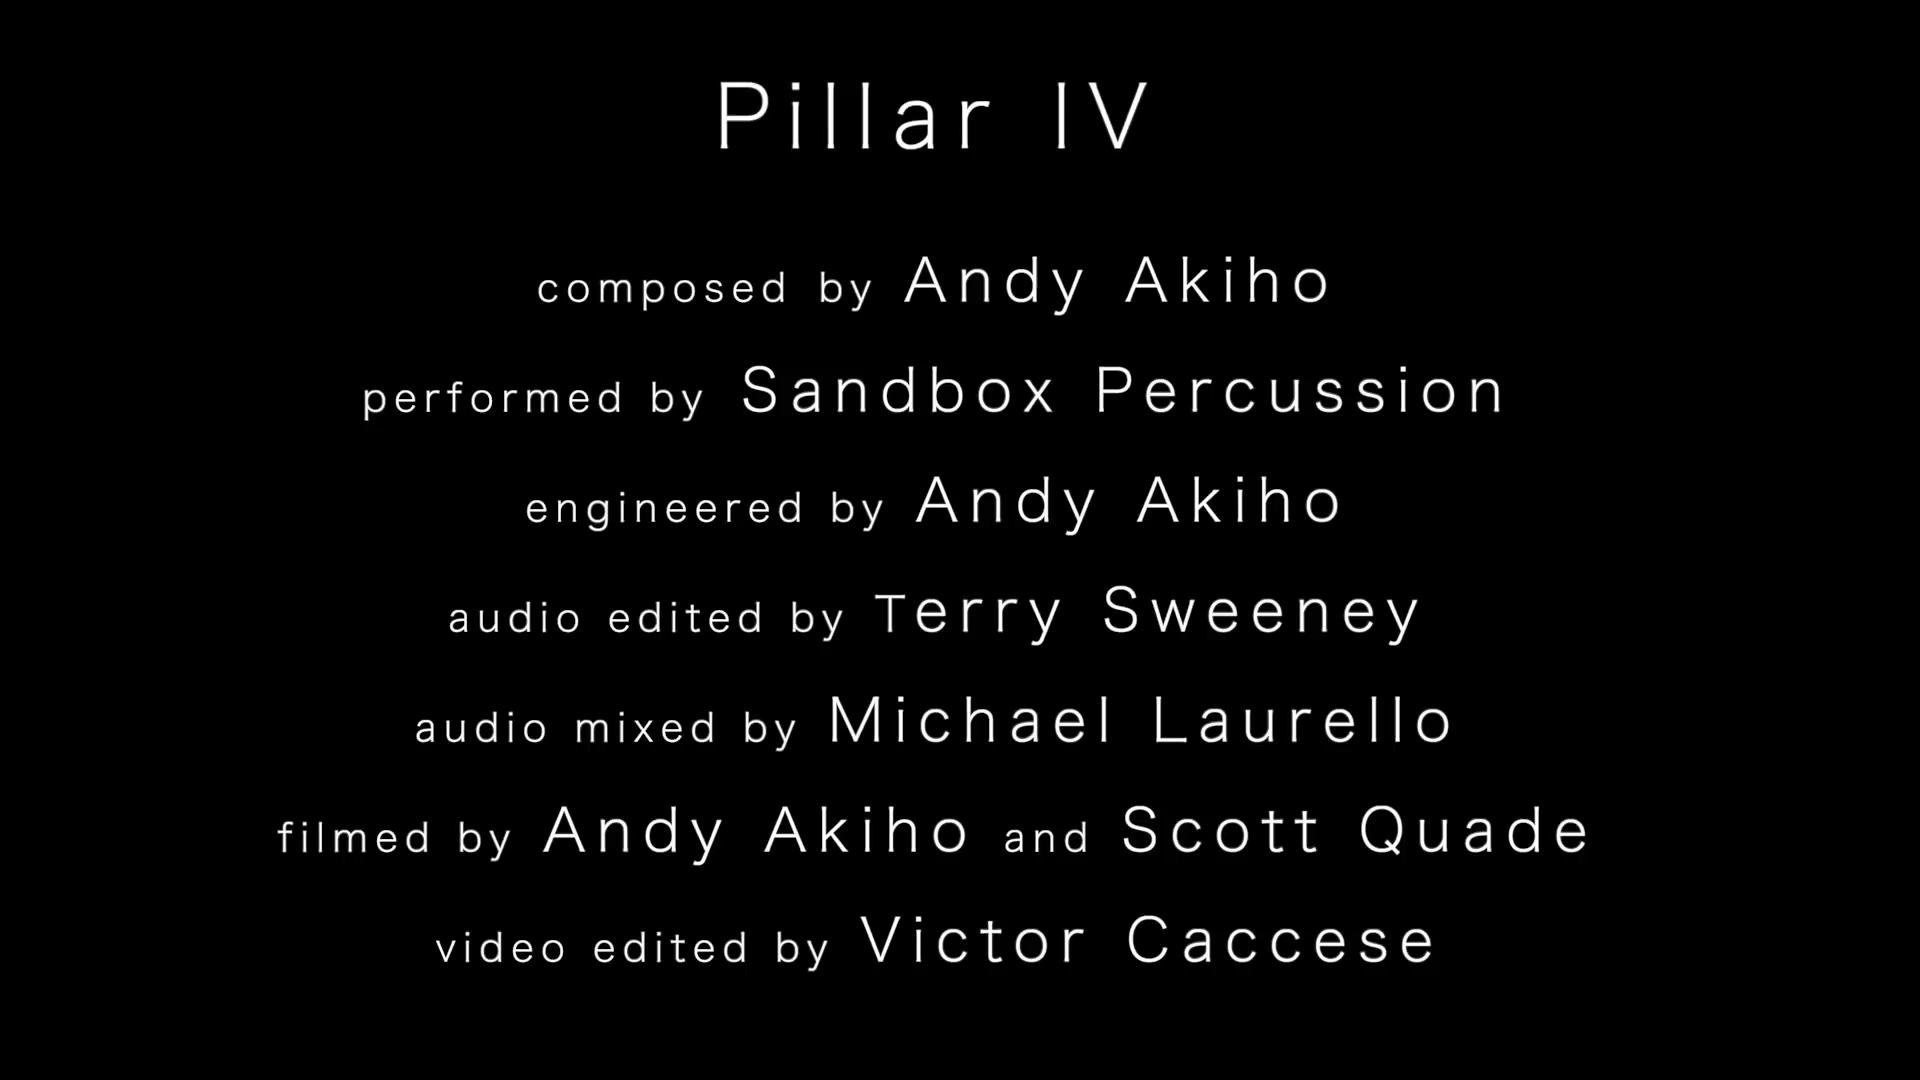 Pillar IV
composed by Andy Akiho
performed by Sandbox Percussion
engineered by Andy Akiho
audio edited by Terry Sweeney
audio mixed by Michael Laurello
filmed by Andy Akiho and Scott Quade
video edited by Victor Caccese